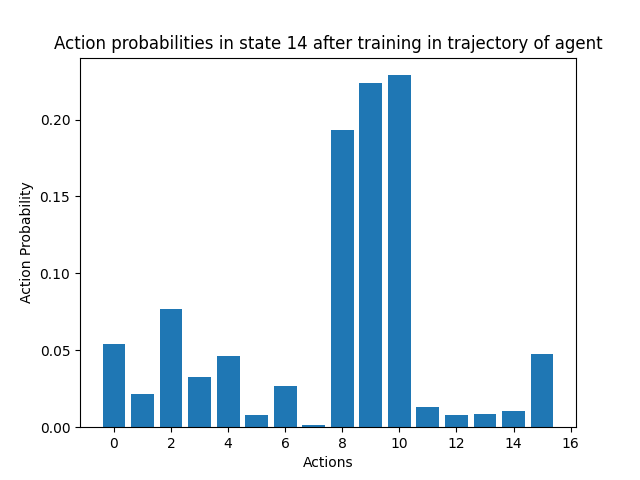 Action probabilities in state 14 after training in trajectory of agent
Action Probability
0.20
0.15
0.10
0.05
0.00
0 2 4 6 8 10 12 14 16
Actions